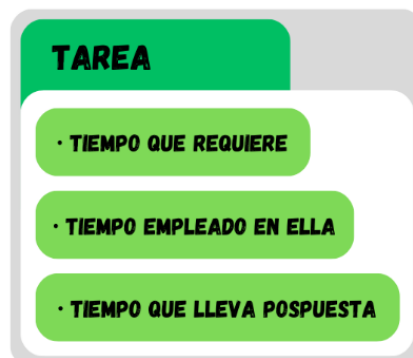 TAREA
· TIEMPO QUE REQUIERE
· TIEMPO EMPLEADO EN ELLA
· TIEMPO QUE LLEVA POSPUESTA